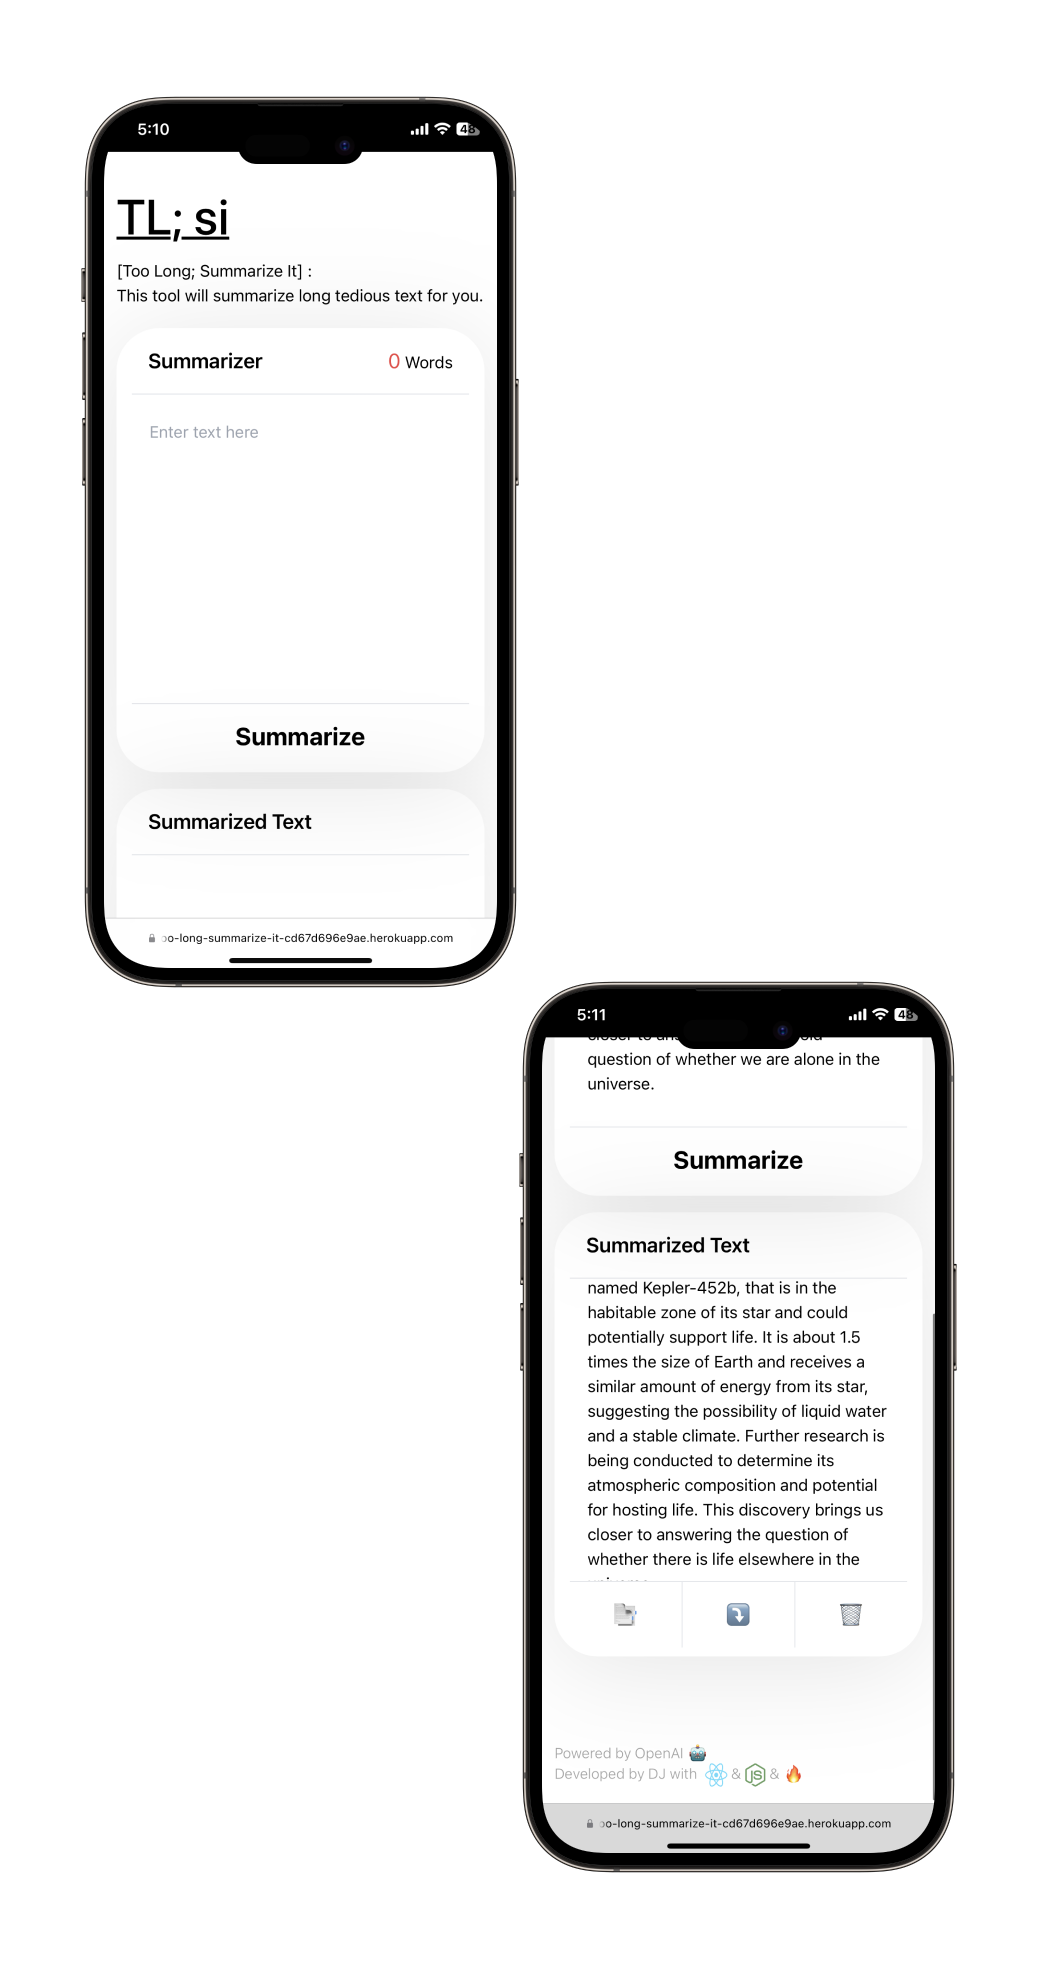 5:10
48
TL; si
[Too Long; Summarize It] :
This tool will summarize long tedious text for you.
Summarizer
0 Words
Enter text here
Summarize
Summarized Text
oo-long-summarize-it-cd67d696e9ae.herokuapp.com
5:11
48
closer to
question of whether we are alone in the
universe.
Summarize
Summarized Text
named Kepler-452b, that is in the
habitable zone of its star and could
potentially support life. It is about 1.5
times the size of Earth and receives a
similar amount of energy from its star,
suggesting the possibility of liquid water
and a stable climate. Further research is
being conducted to determine its
atmospheric composition and potential
for hosting life. This discovery brings us
closer to answering the question of
whether there is life elsewhere in the
Powered by OpenAI
Developed by DJ with & JS &
oo-long-summarize-it-cd67d696e9ae.herokuapp.com